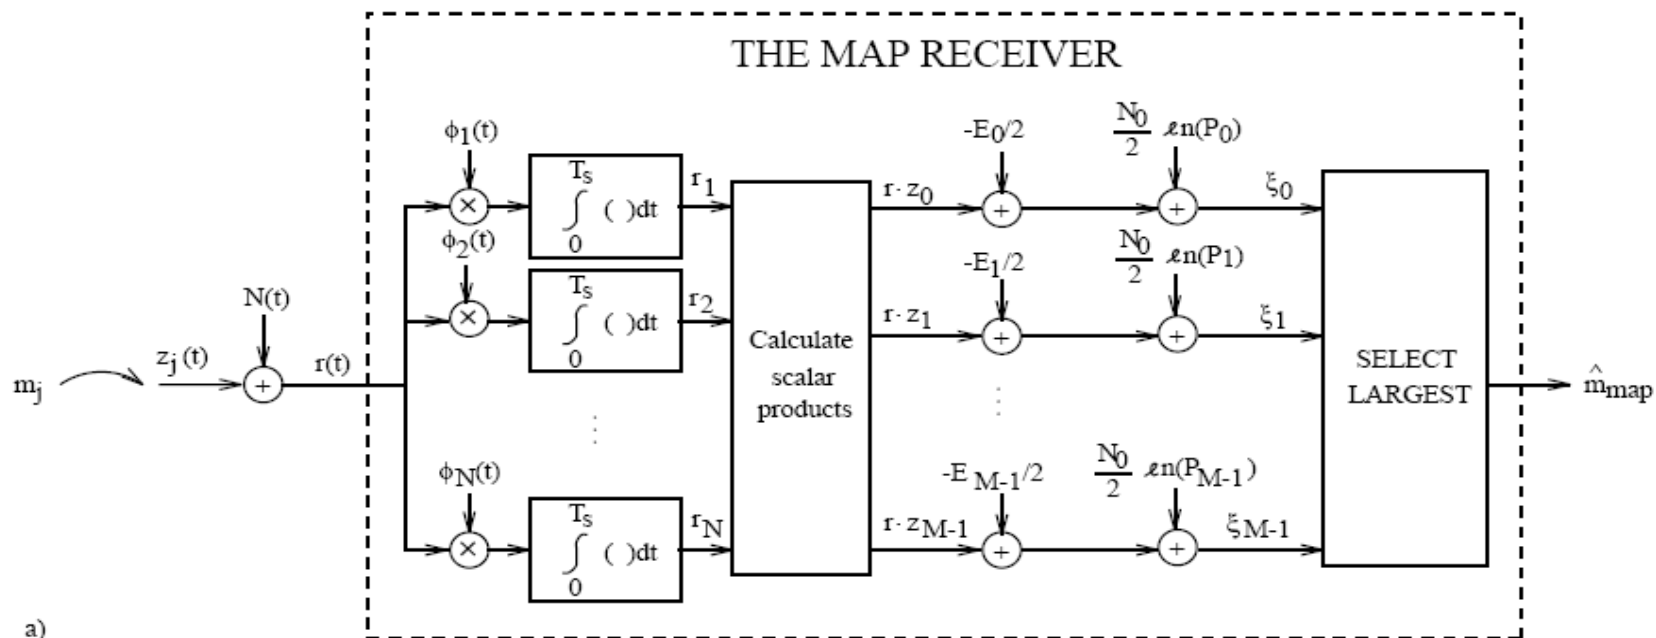 THE MAP RECEIVER
ϕ1(t)
-E0/2
N0/2 ℓn(P0)
Ts
∫ ( )dt
0
r1
r · z0
+
+
ξ0
×
ϕ2(t)
-E1/2
N0/2 ℓn(P1)
Ts
∫ ( )dt
0
r2
r · z1
+
+
ξ1
×
N(t)
mj
zj(t)
+
r(t)
Calculate
scalar
products
SELECT
LARGEST
m̂map
ϕN(t)
-E M-1/2
N0/2 ℓn(PM-1)
Ts
∫ ( )dt
0
rN
r · zM-1
+
+
ξM-1
×
a)